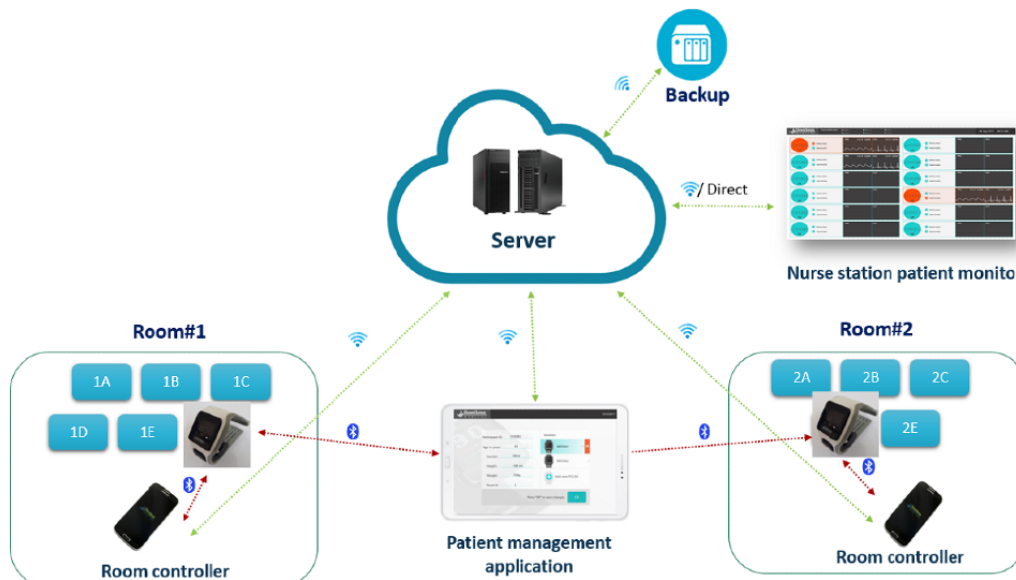 Backup
/ Direct
Server
Nurse station patient monito
Room#1
1A
1B
1C
1D
1E
Room controller
Patient management
application
Room#2
2A
2B
2C
2E
Room controller